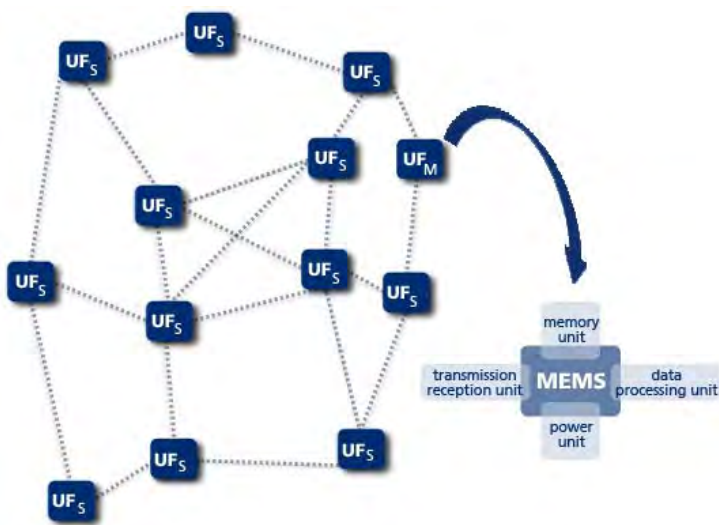 UFS
UFS
UFS
UFS
UFM
UFS
UFS
UFS
UFS
UFS
UFS
UFS
UFS
memory
unit
transmission
reception unit
MEMS
data
processing unit
power
unit